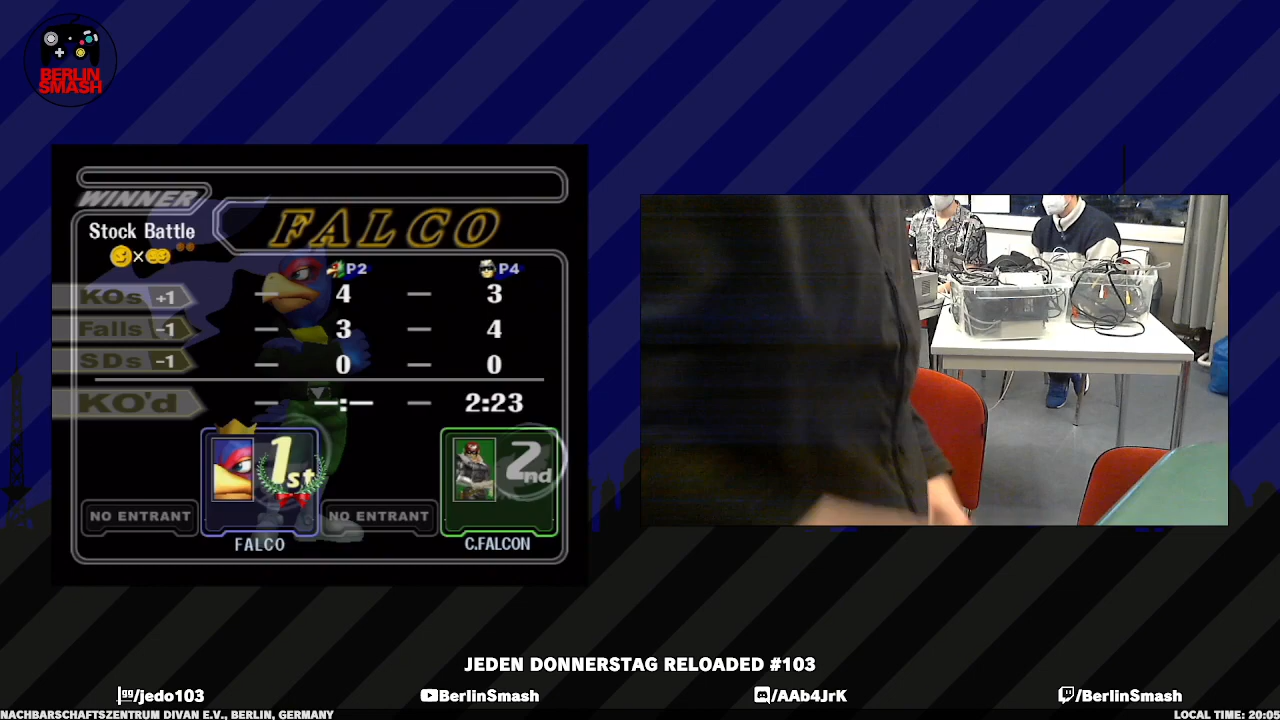 BERLIN
SMASH
WINNER
FALCO
Stock Battle
P2
P4
KOs +1
4
3
Falls -1
3
4
SDs -1
0
0
KO'd
2:23
1st
2nd
NO ENTRANT
NO ENTRANT
FALCO
C.FALCON
JEDEN DONNERSTAG RELOADED #103
/jedo103
BerlinSmash
/AAb4JrK
/BerlinSmash
NACHBARSCHAFTSZENTRUM DIVAN E.V., BERLIN, GERMANY
LOCAL TIME: 20:05